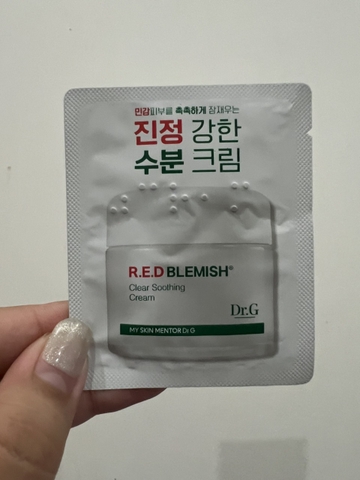 민감피부를 촉촉하게 잠재우는
진정 강한
수분 크림
R.E.D BLEMISH®
Clear Soothing
Cream
Dr.G
MY SKIN MENTOR Dr.G